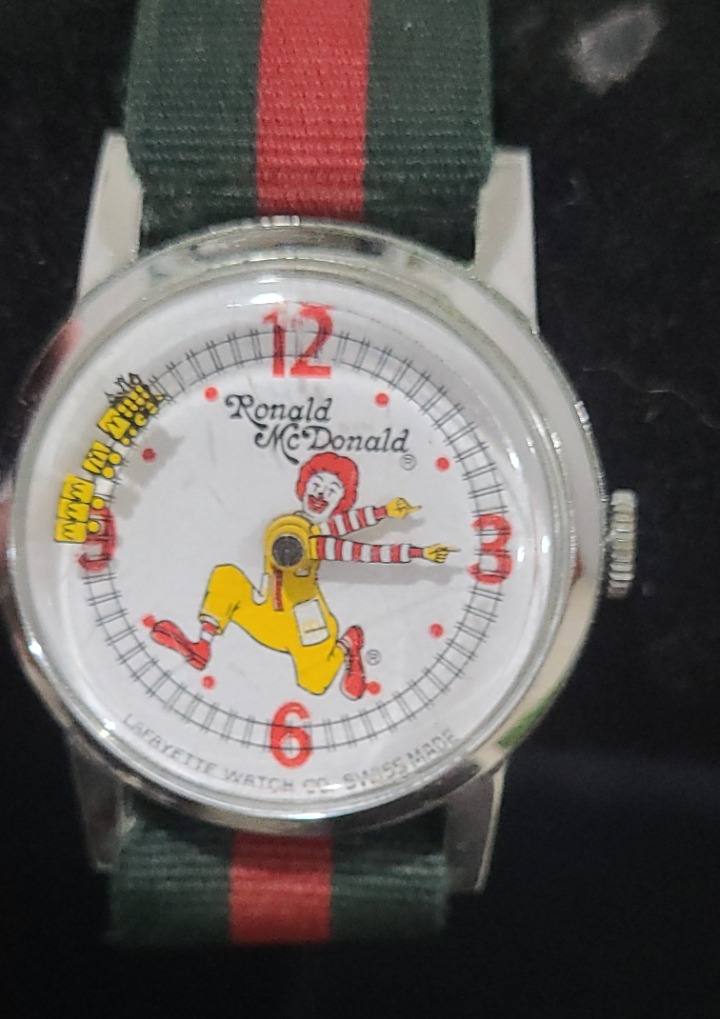 12
Ronald
McDonald®
3
®
6
LAFAYETTE WATCH CO. SWISS MADE